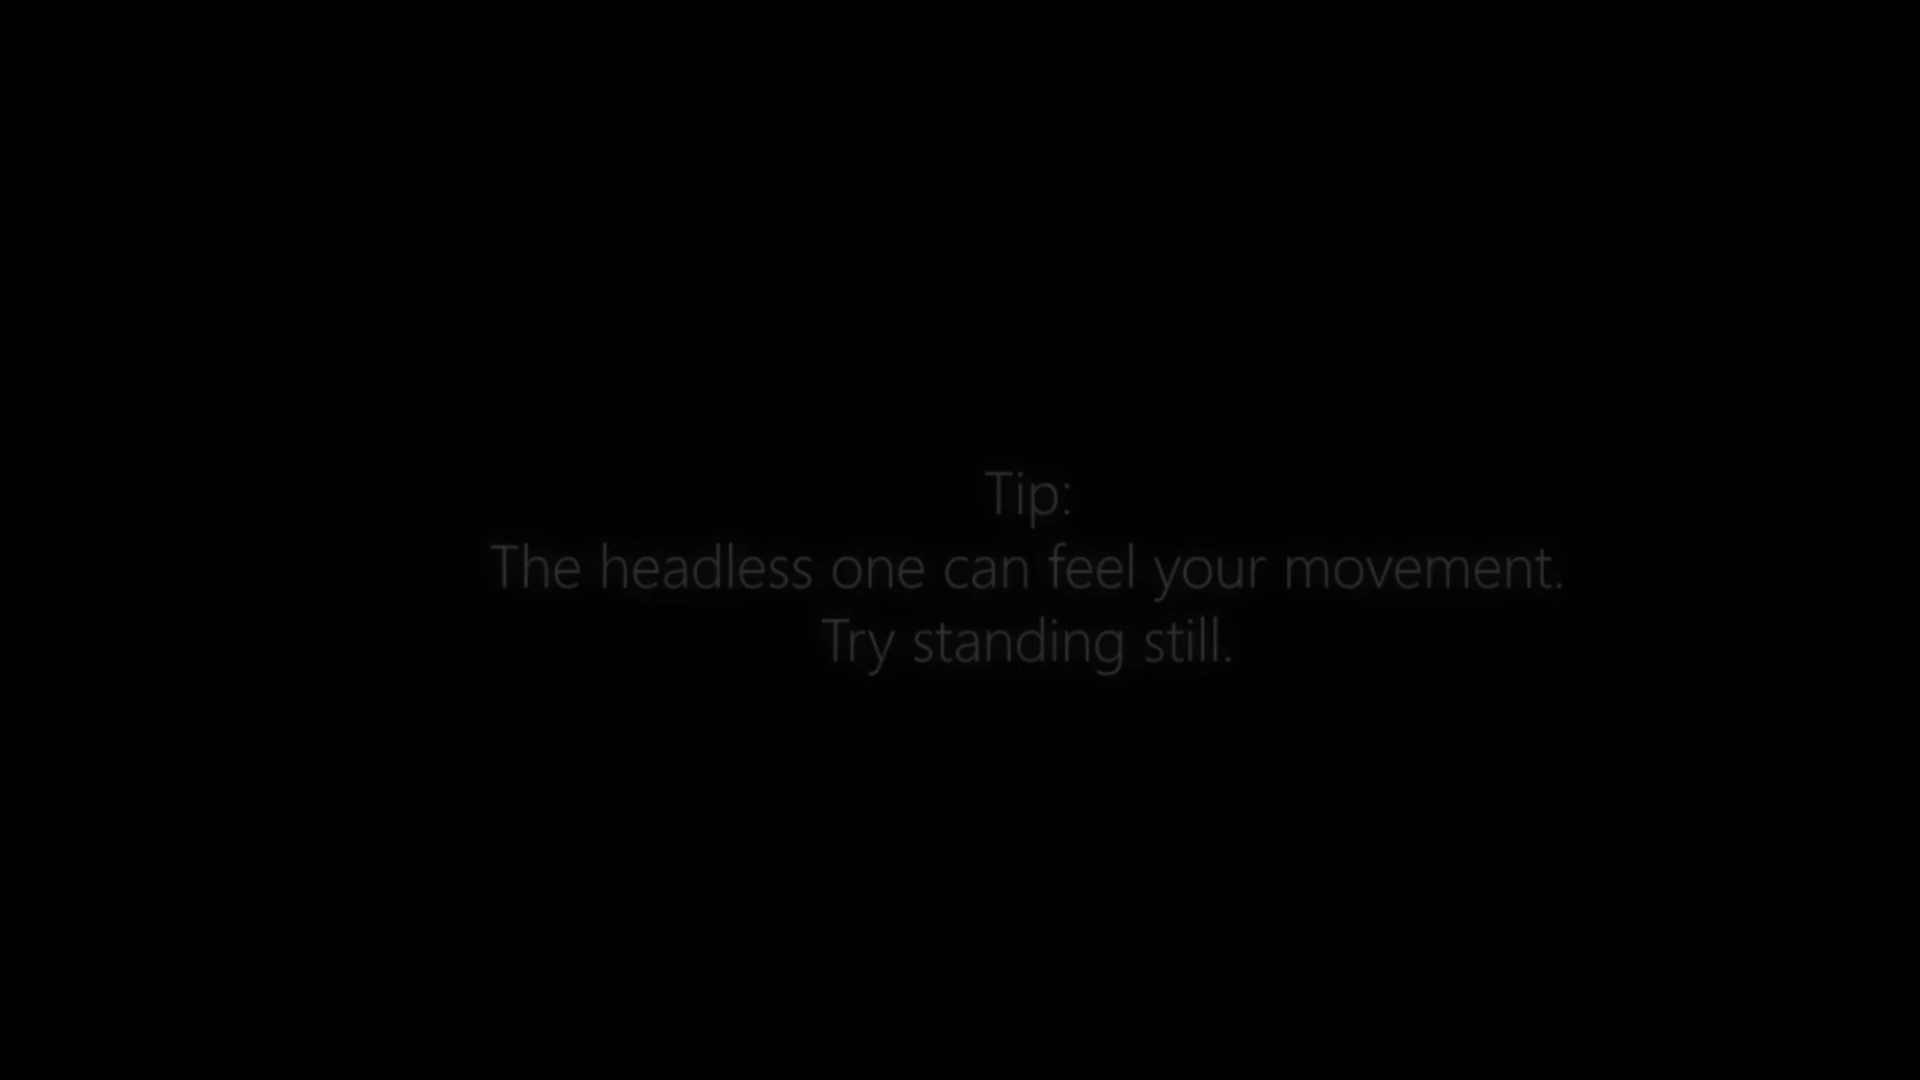 Tip:
The headless one can feel your movement.
Try standing still.